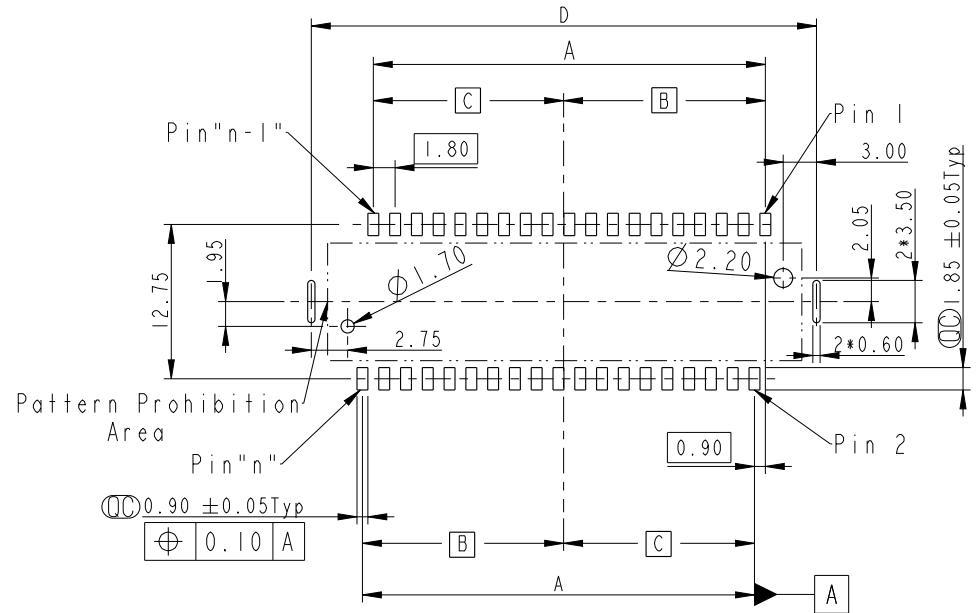 D
A
C
B
Pin"n-1"
Pin 1
1.80
3.00
1.95
12.75
Ø1.70
Ø2.20
2.05
2*3.50
QC 1.85 ±0.05Typ
2.75
2*0.60
Pattern Prohibition
Area
Pin"n"
0.90
Pin 2
QC 0.90 ±0.05Typ
⌖ 0.10 A
B
C
A
A